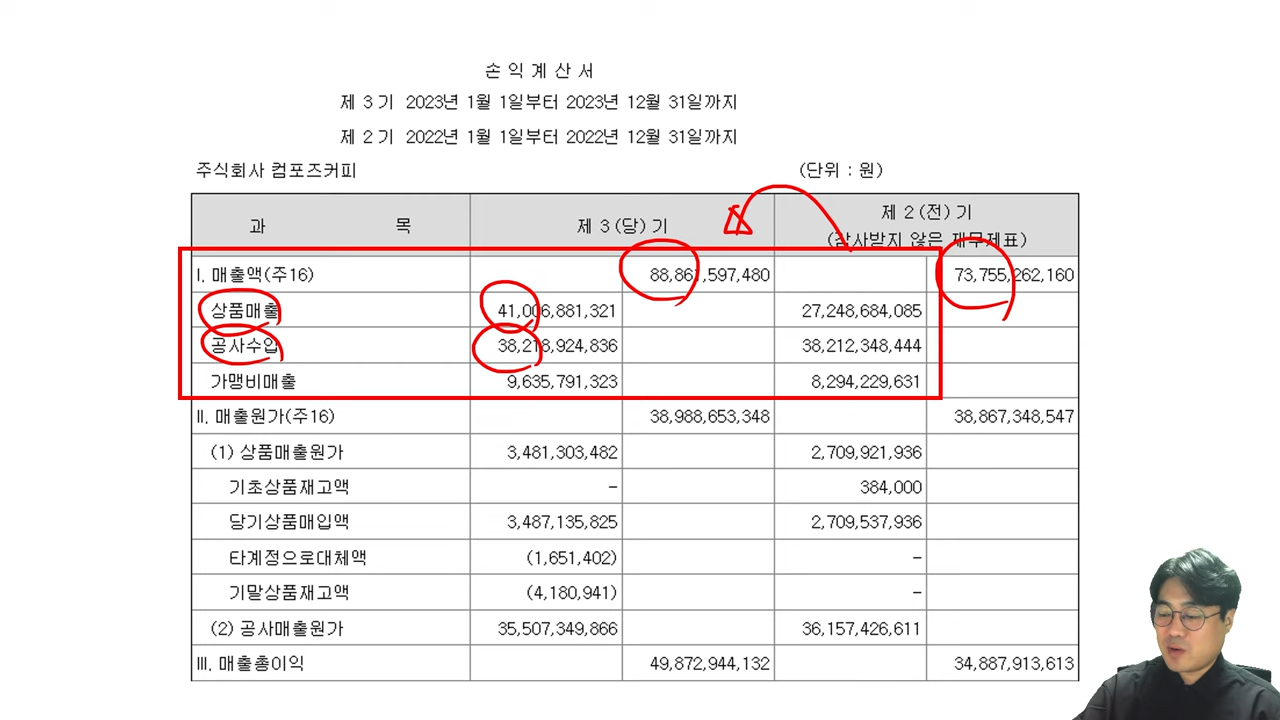 손 익 계 산 서
제 3 기 2023년 1월 1일부터 2023년 12월 31일까지
제 2 기 2022년 1월 1일부터 2022년 12월 31일까지
주식회사 컴포즈커피 (단위 : 원)
과 목 제 3 (당) 기 제 2 (전) 기
(감사받지 않은 재무제표)
Ⅰ. 매출액(주16) 88,861,597,480 73,755,262,160
상품매출 41,006,881,321 27,248,684,085
공사수입 38,218,924,836 38,212,348,444
가맹비매출 9,635,791,323 8,294,229,631
Ⅱ. 매출원가(주16) 38,988,653,348 38,867,348,547
(1) 상품매출원가 3,481,303,482 2,709,921,936
기초상품재고액 - 384,000
당기상품매입액 3,487,135,825 2,709,537,936
타계정으로대체액 (1,651,402) -
기말상품재고액 (4,180,941) -
(2) 공사매출원가 35,507,349,866 36,157,426,611
Ⅲ. 매출총이익 49,872,944,132 34,887,913,613